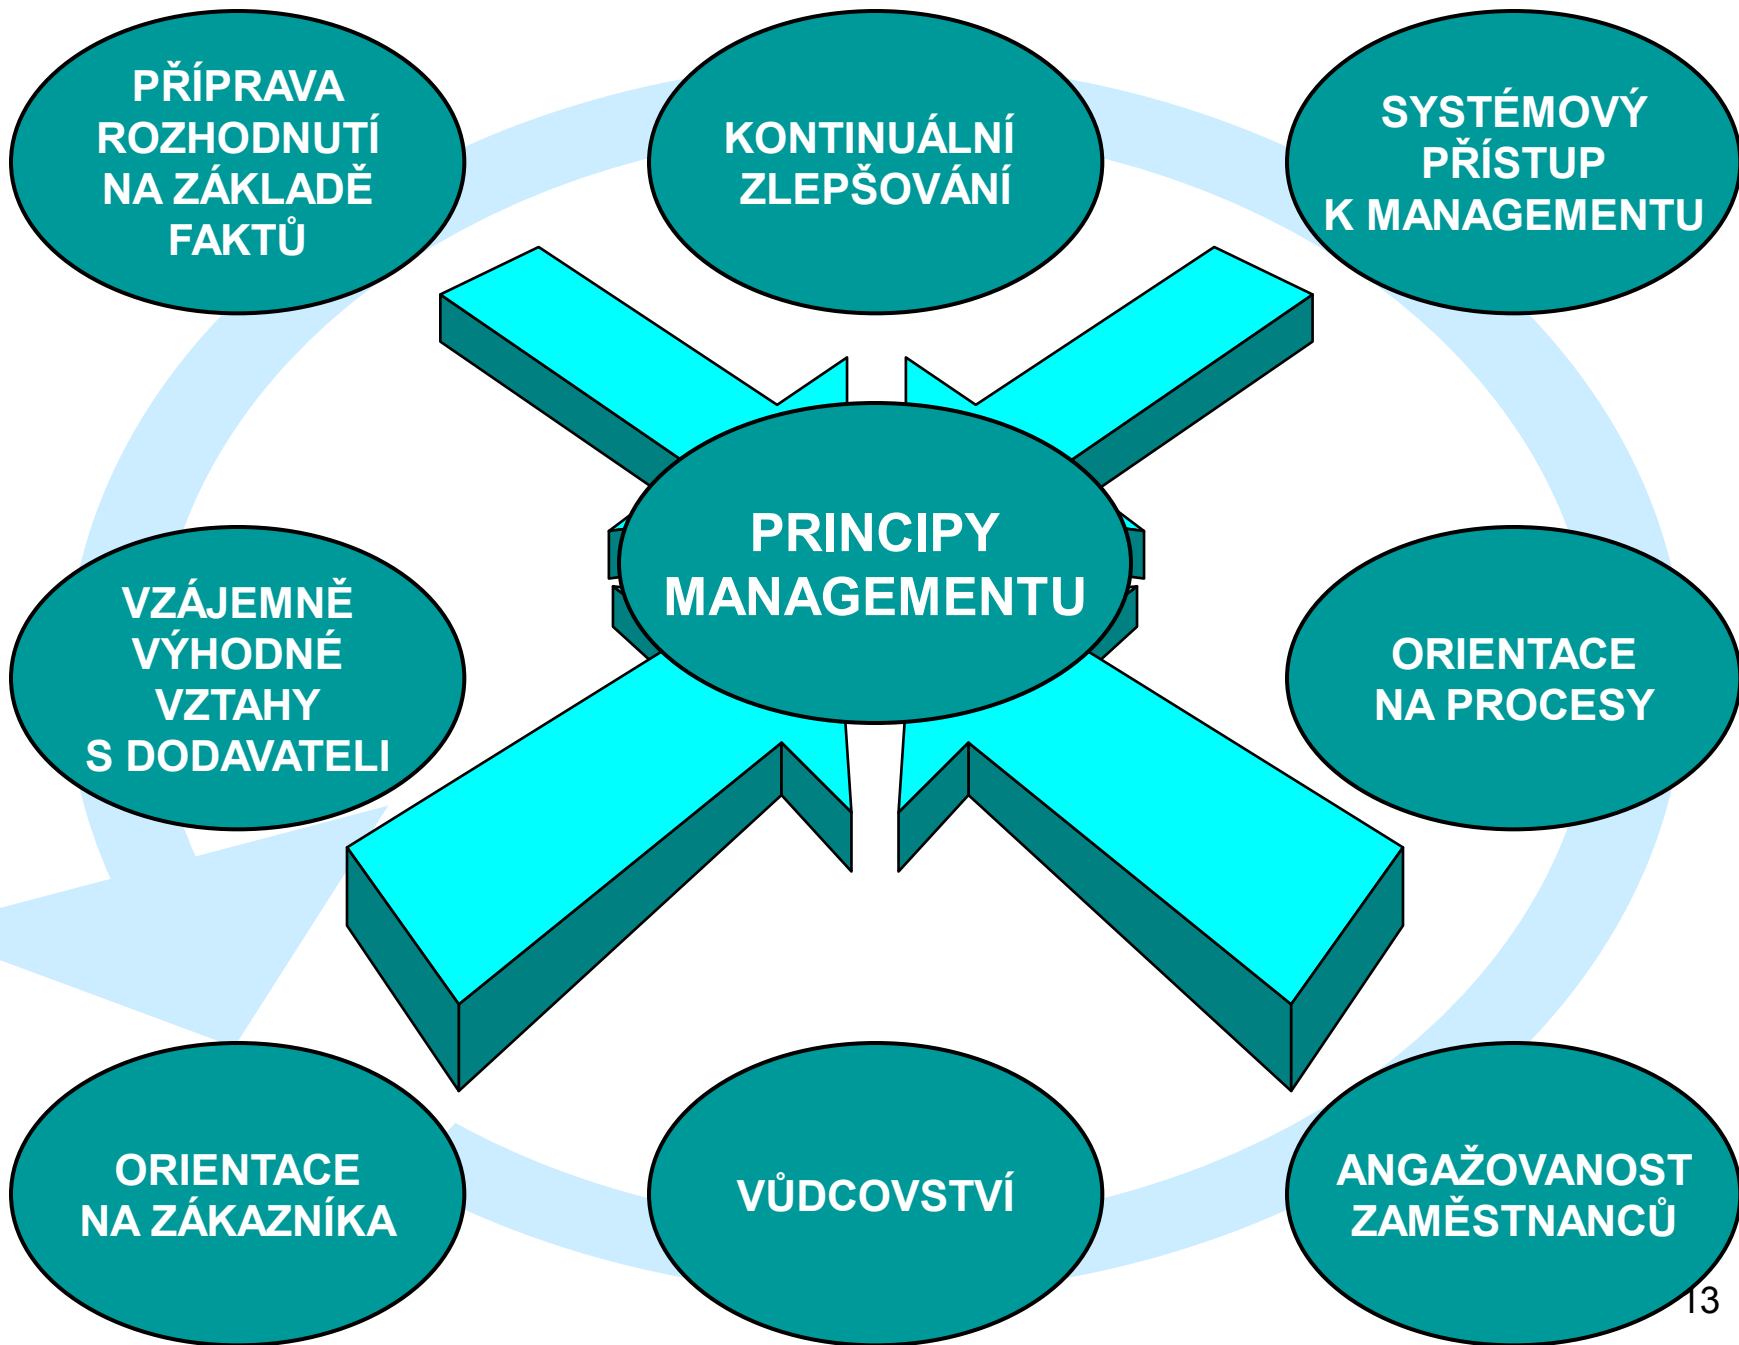 PŘÍPRAVA
ROZHODNUTÍ
NA ZÁKLADĚ
FAKTŮ
KONTINUÁLNÍ
ZLEPŠOVÁNÍ
SYSTÉMOVÝ
PŘÍSTUP
K MANAGEMENTU
PRINCIPY
MANAGEMENTU
VZÁJEMNĚ
VÝHODNÉ
VZTAHY
S DODAVATELI
ORIENTACE
NA PROCESY
ORIENTACE
NA ZÁKAZNÍKA
VŮDCOVSTVÍ
ANGAŽOVANOST
ZAMĚSTNANCŮ
13